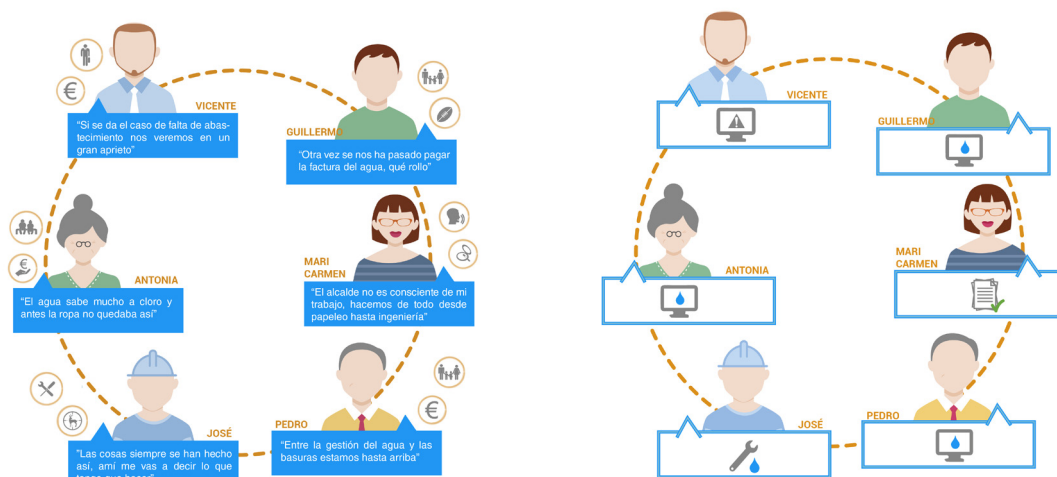 VICENTE
"Si se da el caso de falta de abas-
tecimiento nos veremos en un
gran aprieto"
GUILLERMO
"Otra vez se nos ha pasado pagar
la factura del agua, qué rollo"
ANTONIA
"El agua sabe mucho a cloro y
antes la ropa no quedaba así"
MARI
CARMEN
"El alcalde no es consciente de mi
trabajo, hacemos de todo desde
papeleo hasta ingeniería"
JOSÉ
"Las cosas siempre se han hecho
así, amí me vas a decir lo que
PEDRO
"Entre la gestión del agua y las
basuras estamos hasta arriba"
VICENTE
GUILLERMO
ANTONIA
MARI
CARMEN
JOSÉ
PEDRO